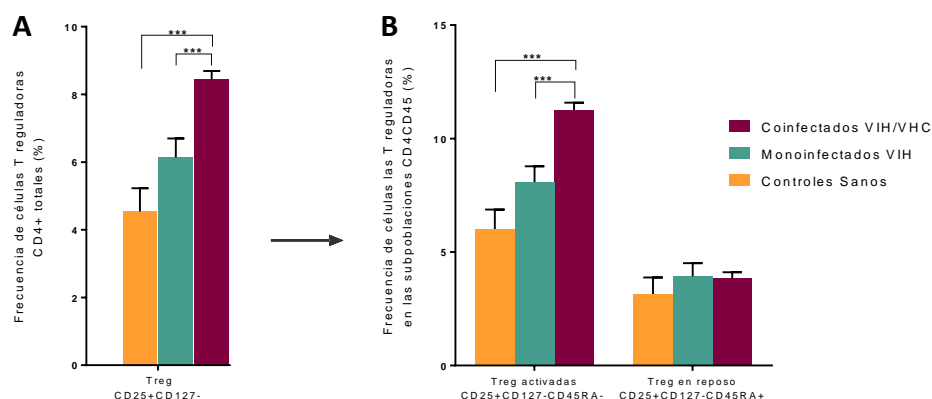 A
Frecuencia de células T reguladoras
CD4+ totales (%)
10
8
6
4
2
0
***
***
Treg
CD25+CD127-
B
Frecuencia de células las T reguladoras
en las subpoblaciones CD4CD45 (%)
15
10
5
0
***
***
Treg activadas
CD25+CD127-CD45RA-
Treg en reposo
CD25+CD127-CD45RA+
Coinfectados VIH/VHC
Monoinfectados VIH
Controles Sanos